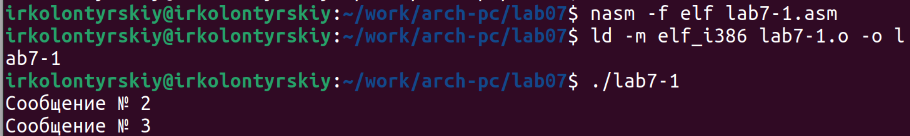 irkolontyrskiy@irkolontyrskiy:~/work/arch-pc/lab07$ nasm -f elf lab7-1.asm
irkolontyrskiy@irkolontyrskiy:~/work/arch-pc/lab07$ ld -m elf_i386 lab7-1.o -o l
ab7-1
irkolontyrskiy@irkolontyrskiy:~/work/arch-pc/lab07$ ./lab7-1
Сообщение № 2
Сообщение № 3